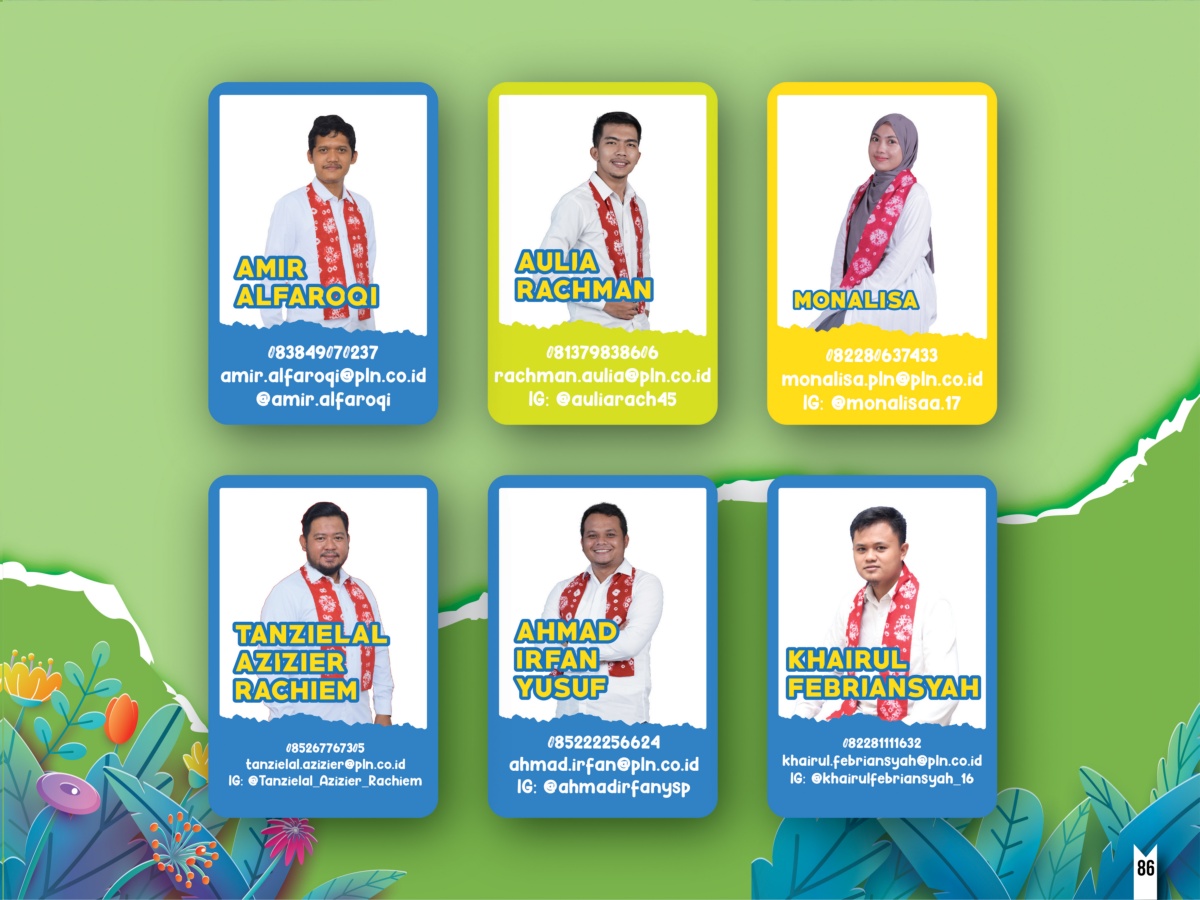 AMIR
ALFAROQI
083849070237
amir.alfaroqi@pln.co.id
@amir.alfaroqi
AULIA
RACHMAN
081379838606
rachman.aulia@pln.co.id
IG: @auliarach45
MONALISA
082280637433
monalisa.pln@pln.co.id
IG: @monalisaa.17
TANZIELAL
AZIZIER
RACHIEM
085267767305
tanzielal.azizier@pln.co.id
IG: @Tanzielal_Azizier_Rachiem
AHMAD
IRFAN
YUSUF
085222256624
ahmad.irfan@pln.co.id
IG: @ahmadirfanysp
KHAIRUL
FEBRIANSYAH
082281111632
khairul.febriansyah@pln.co.id
IG: @khairulfebriansyah_16
86